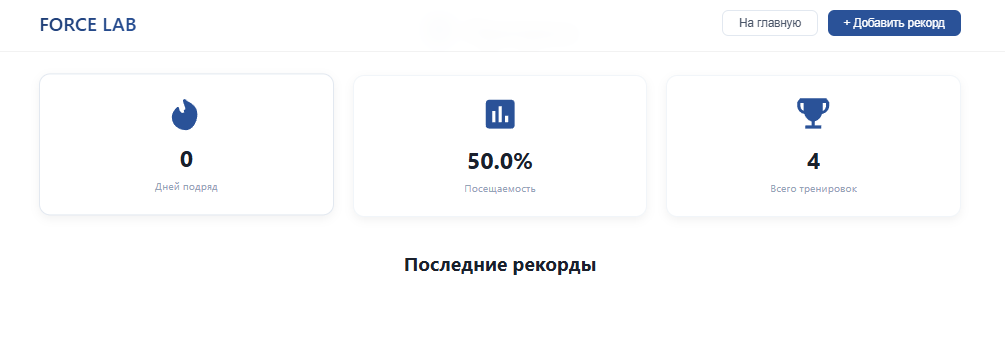 FORCE LAB
На главную
+ Добавить рекорд
0
Дней подряд
50.0%
Посещаемость
4
Всего тренировок
Последние рекорды